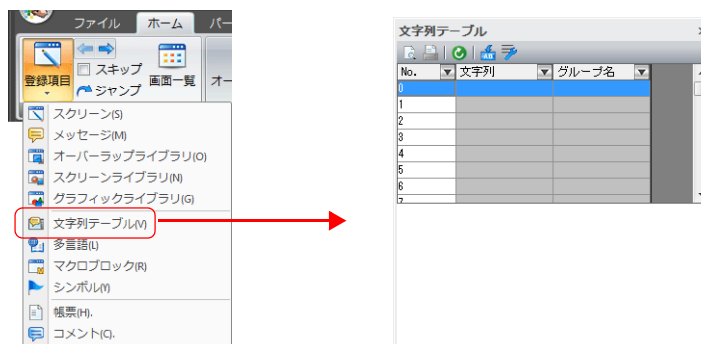 ファイル ホーム パー
登録項目
スキップ
ジャンプ
画面一覧
オー
スクリーン(S)
メッセージ(M)
オーバーラップライブラリ(O)
スクリーンライブラリ(N)
グラフィックライブラリ(G)
文字列テーブル(V)
多言語(L)
マクロブロック(R)
シンボル(Y)
帳票(H).
コメント(C).
文字列テーブル
No. 文字列 グループ名
0
1
2
3
4
5
6
7